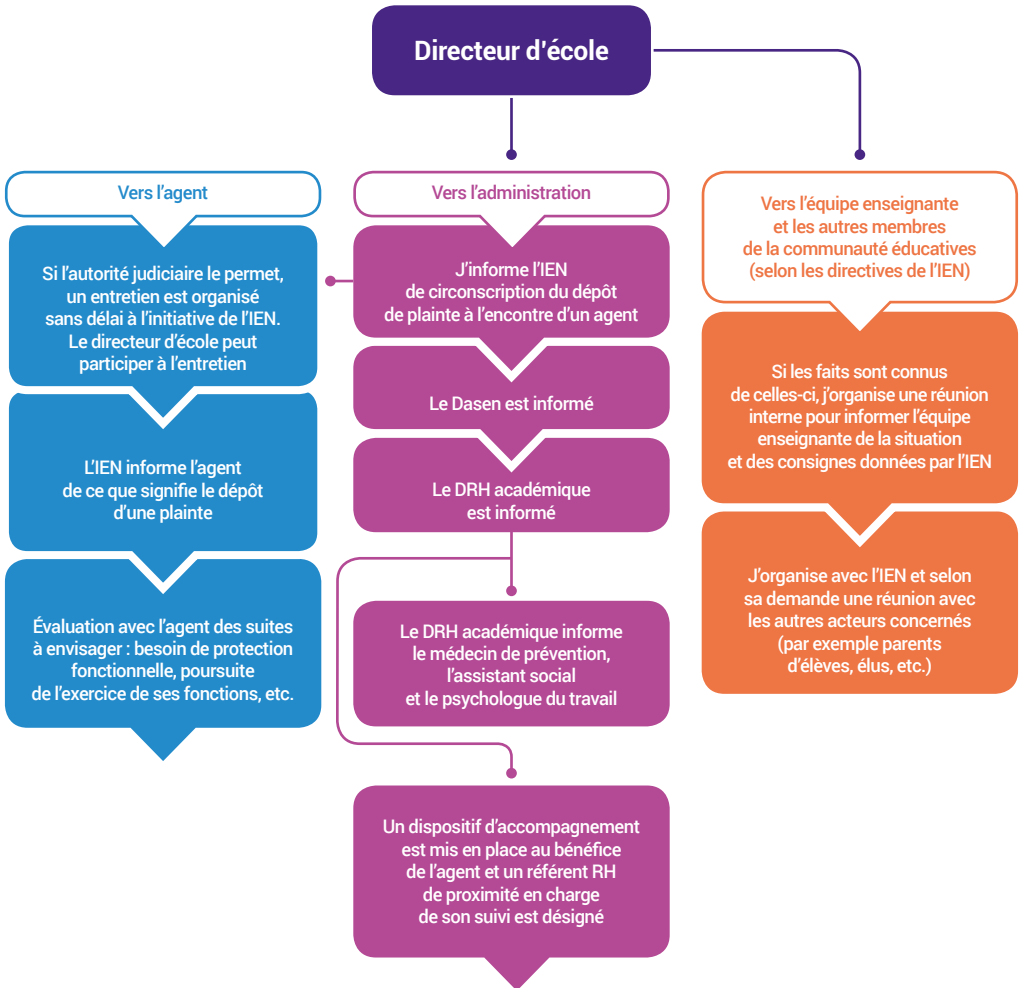 Directeur d'école
Vers l'agent
Si l'autorité judiciaire le permet,
un entretien est organisé
sans délai à l'initiative de l'IEN.
Le directeur d'école peut
participer à l'entretien
L'IEN informe l'agent
de ce que signifie le dépôt
d'une plainte
Évaluation avec l'agent des suites
à envisager : besoin de protection
fonctionnelle, poursuite
de l'exercice de ses fonctions, etc.
Vers l'administration
J'informe l'IEN
de circonscription du dépôt
de plainte à l'encontre d'un agent
Le Dasen est informé
Le DRH académique
est informé
Le DRH académique informe
le médecin de prévention,
l'assistant social
et le psychologue du travail
Un dispositif d'accompagnement
est mis en place au bénéfice
de l'agent et un référent RH
de proximité en charge
de son suivi est désigné
Vers l'équipe enseignante
et les autres membres
de la communauté éducatives
(selon les directives de l'IEN)
Si les faits sont connus
de celles-ci, j'organise une réunion
interne pour informer l'équipe
enseignante de la situation
et des consignes données par l'IEN
J'organise avec l'IEN et selon
sa demande une réunion avec
les autres acteurs concernés
(par exemple parents
d'élèves, élus, etc.)